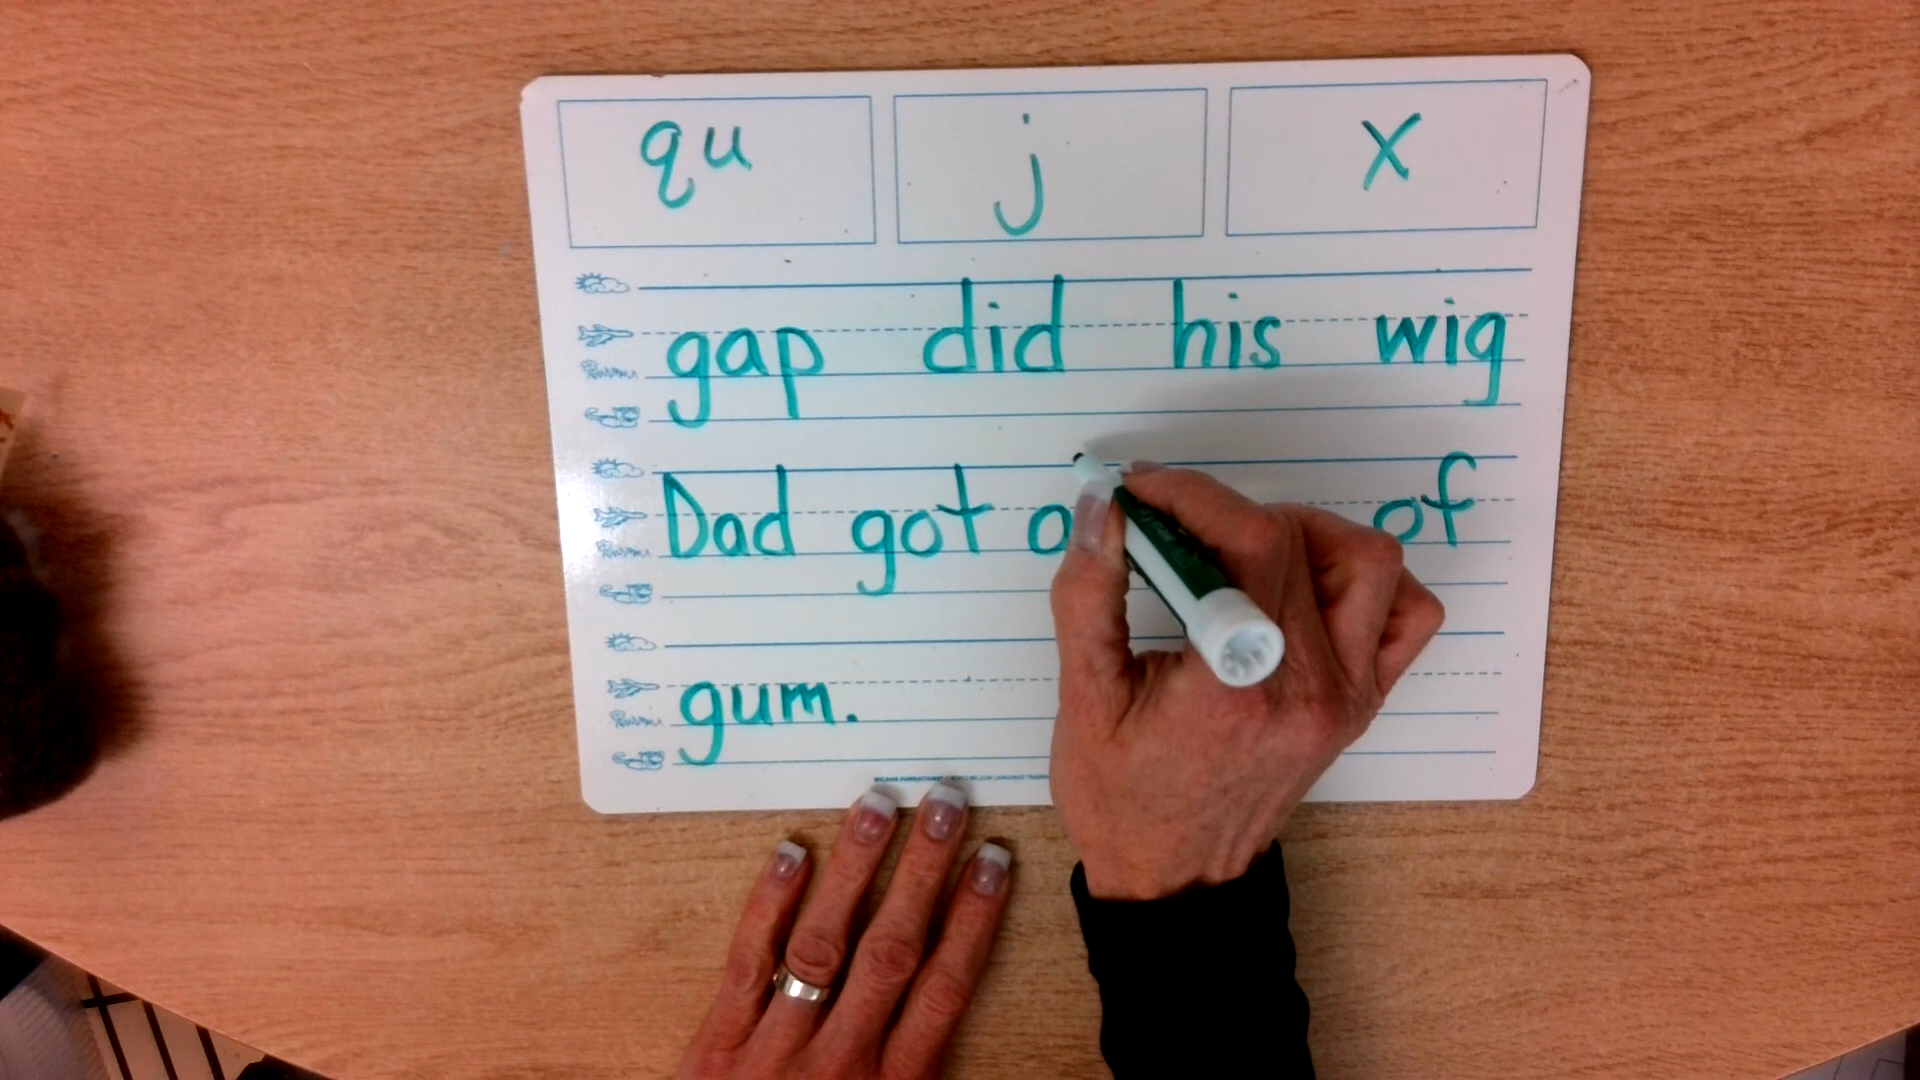 qu j x
gap did his wig
Dad got a of
gum.